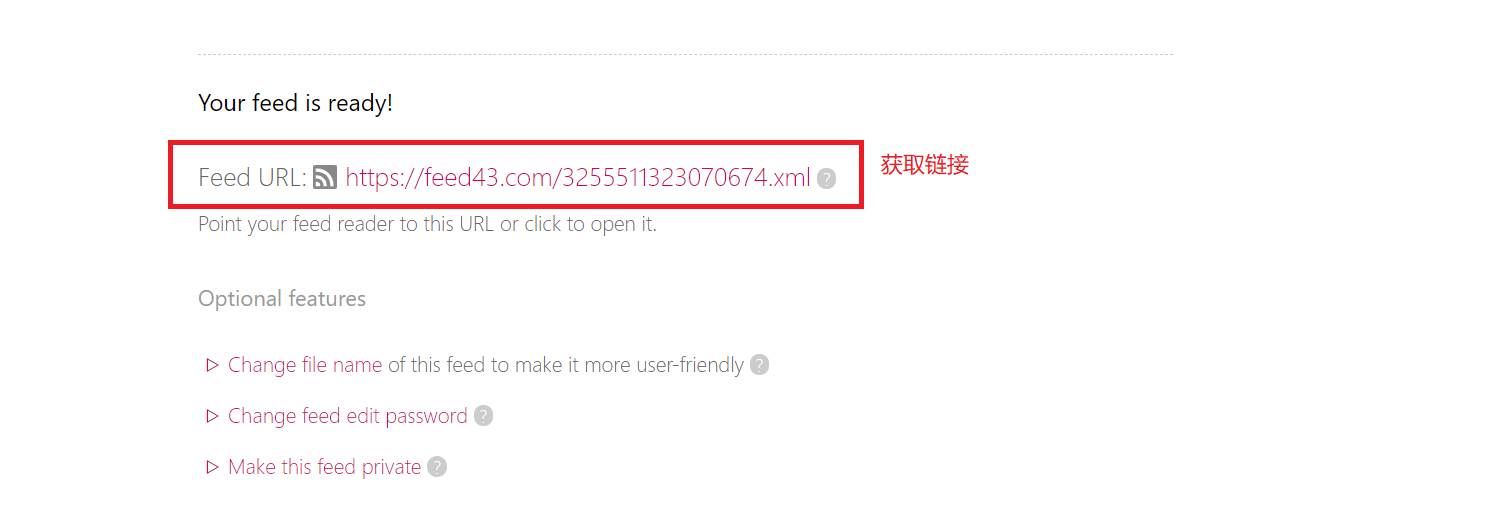 Your feed is ready!
Feed URL: https://feed43.com/3255511323070674.xml ?
获取链接
Point your feed reader to this URL or click to open it.
Optional features
Change file name of this feed to make it more user-friendly ?
Change feed edit password ?
Make this feed private ?